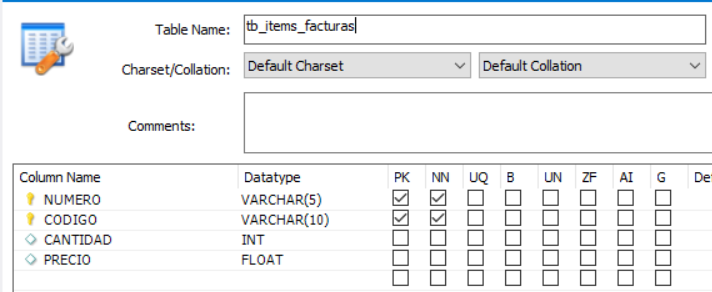 Table Name: tb_items_facturas
Charset/Collation: Default Charset Default Collation
Comments:
Column Name Datatype PK NN UQ B UN ZF AI G De
NUMERO VARCHAR(5)
CODIGO VARCHAR(10)
CANTIDAD INT
PRECIO FLOAT